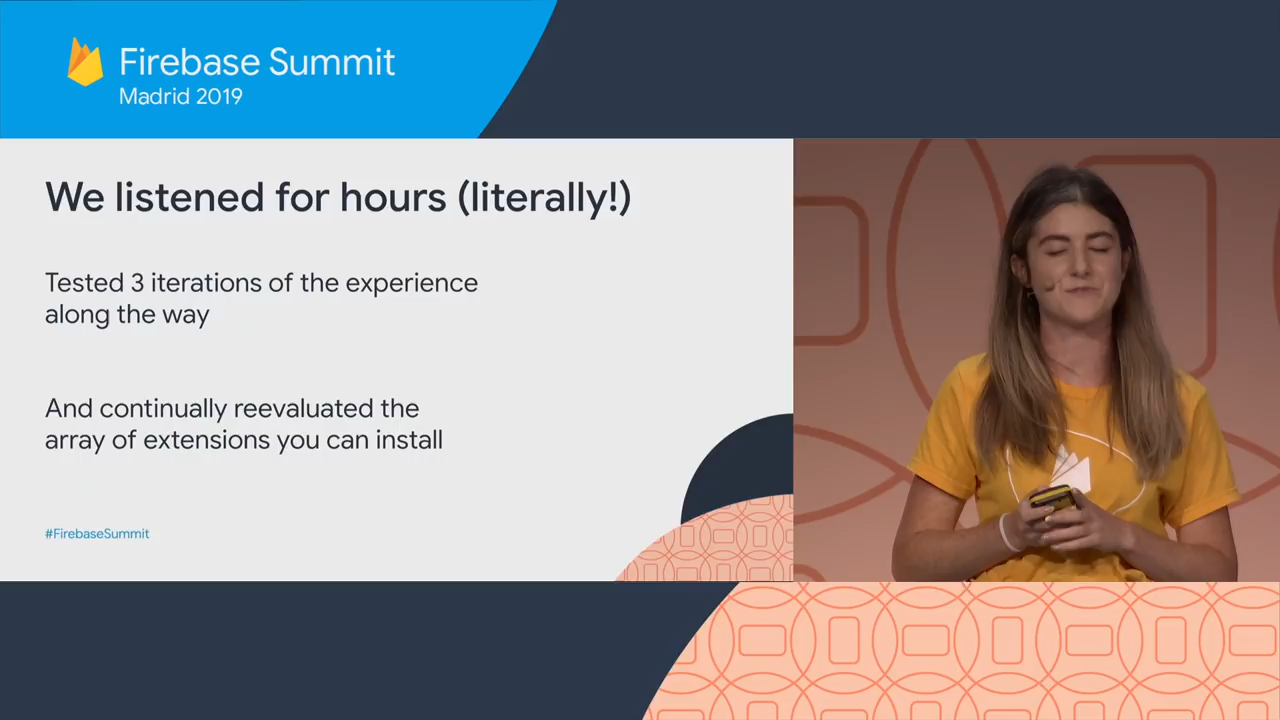 Firebase Summit
Madrid 2019
We listened for hours (literally!)
Tested 3 iterations of the experience
along the way
And continually reevaluated the
array of extensions you can install
#FirebaseSummit